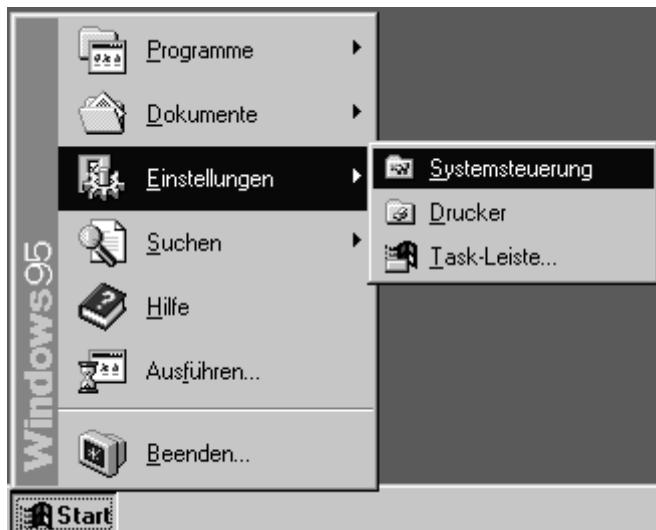 Programme
Dokumente
Einstellungen
Systemsteuerung
Drucker
Task-Leiste...
Suchen
Hilfe
Ausführen...
Beenden...
Windows95
Start